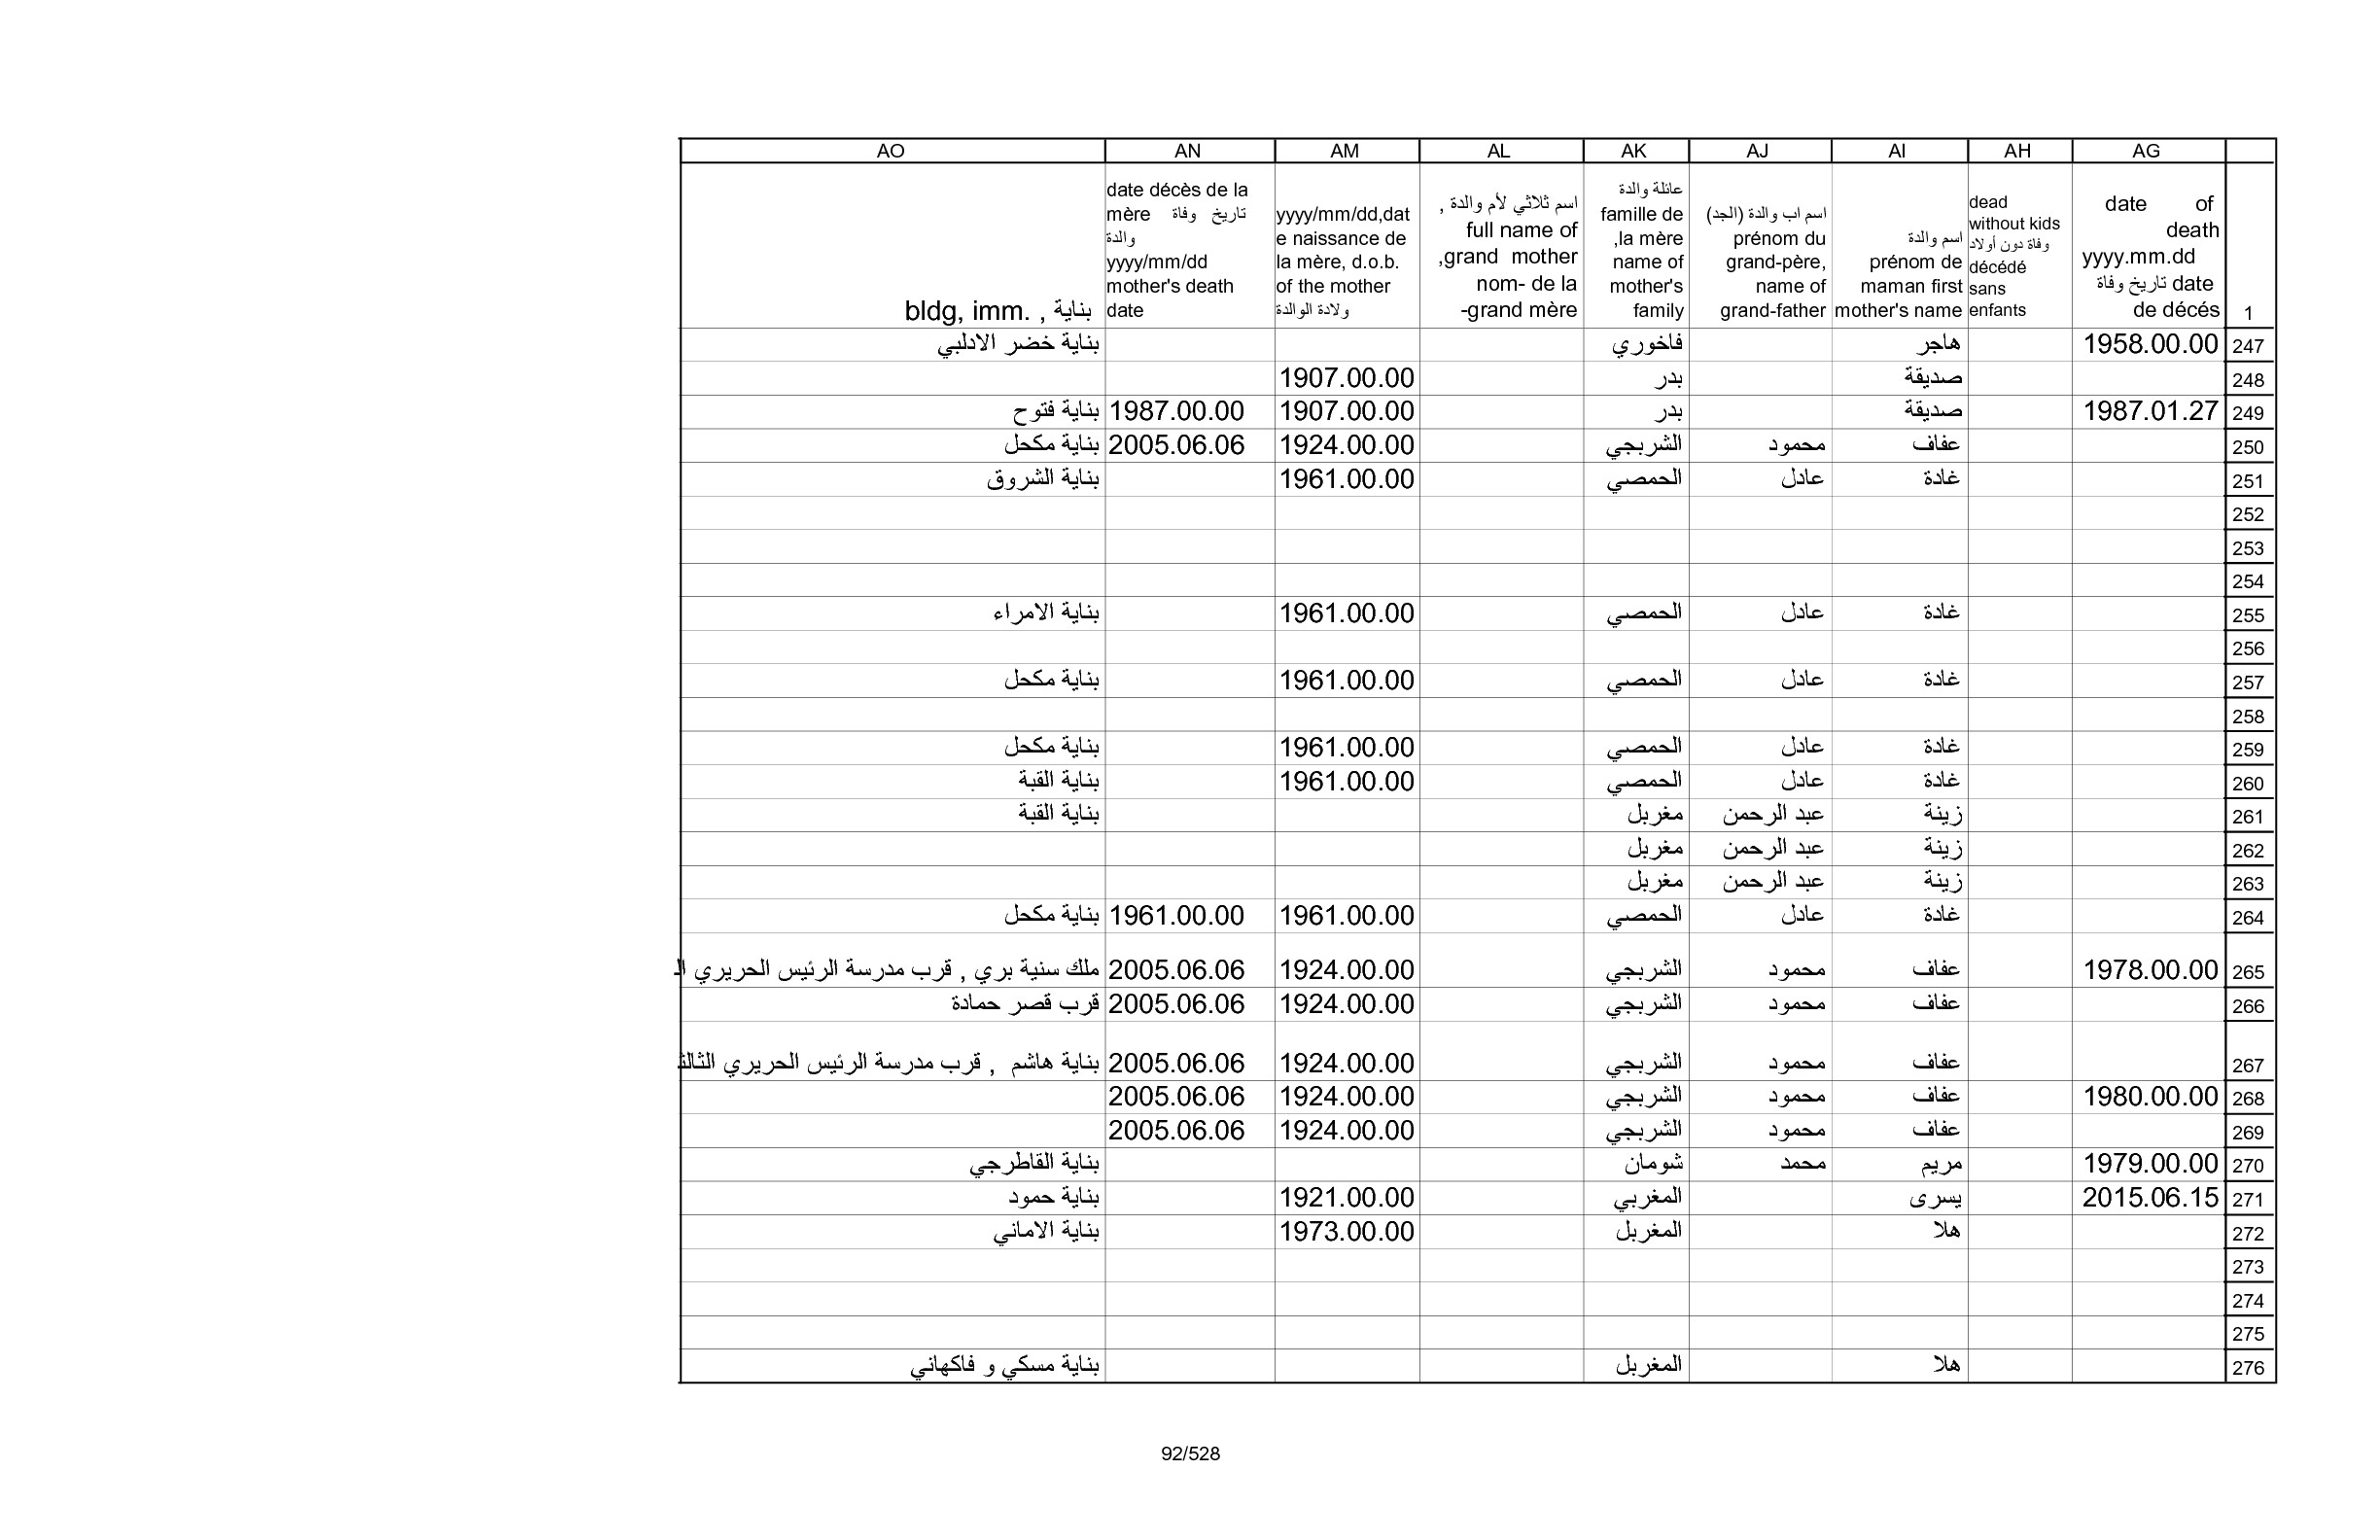 AG AH AI AJ AK AL AM AN AO
1 date of death yyyy.mm.dd تاريخ وفاة date de décés | dead without kids وفاة دون أولاد décédé sans enfants | اسم والدة prénom de maman first mother's name | اسم اب والدة (الجد) prénom du grand-père, name of grand-father | عائلة والدة famille de la mère, name of mother's family | اسم ثلاثي لأم والدة , full name of grand mother, nom- de la grand mère- | yyyy/mm/dd,date naissance de la mère, d.o.b. of the mother ولادة الوالدة | date décès de la mère تاريخ وفاة والدة yyyy/mm/dd mother's death date | بناية , bldg, imm.
247 1958.00.00 هاجر فاخوري بناية خضر الادلبي
248 صديقة بدر 1907.00.00
249 1987.01.27 صديقة بدر 1907.00.00 1987.00.00 بناية فتوح
250 عفاف محمود الشربجي 1924.00.00 2005.06.06 بناية مكحل
251 غادة عادل الحمصي 1961.00.00 بناية الشروق
252
253
254
255 غادة عادل الحمصي 1961.00.00 بناية الامراء
256
257 غادة عادل الحمصي 1961.00.00 بناية مكحل
258
259 غادة عادل الحمصي 1961.00.00 بناية مكحل
260 غادة عادل الحمصي 1961.00.00 بناية القبة
261 زينة عبد الرحمن مغربل بناية القبة
262 زينة عبد الرحمن مغربل
263 زينة عبد الرحمن مغربل
264 غادة عادل الحمصي 1961.00.00 1961.00.00 بناية مكحل
265 1978.00.00 عفاف محمود الشربجي 1924.00.00 2005.06.06 ملك سنية بري , قرب مدرسة الرئيس الحريري
266 عفاف محمود الشربجي 1924.00.00 2005.06.06 قرب قصر حمادة
267 عفاف محمود الشربجي 1924.00.00 2005.06.06 بناية هاشم , قرب مدرسة الرئيس الحريري
268 1980.00.00 عفاف محمود الشربجي 1924.00.00 2005.06.06
269 عفاف محمود الشربجي 1924.00.00 2005.06.06
270 1979.00.00 مريم محمد شومان بناية القاطرجي
271 2015.06.15 يسرى المغربي 1921.00.00 بناية حمود
272 هلا المغربل 1973.00.00 بناية الاماني
273
274
275
276 هلا المغربل بناية مسكي و فاكهاني
92/528